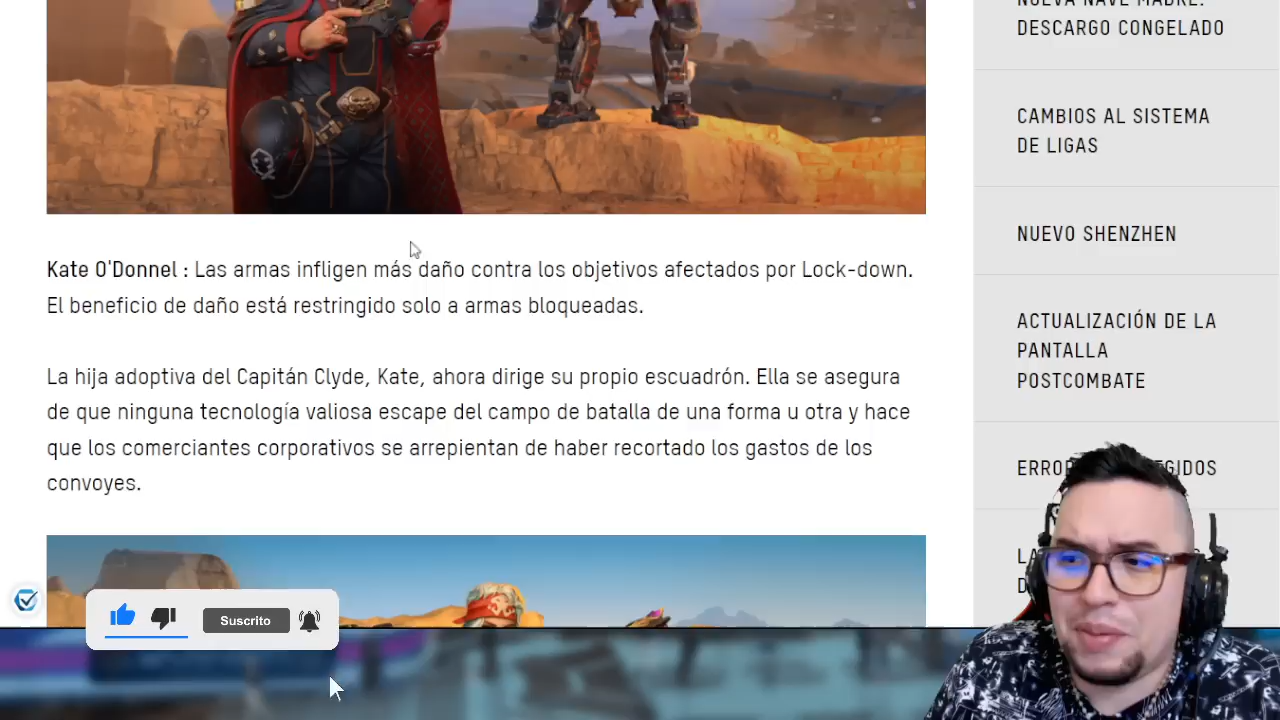 NUEVA NAVE MADRE:
DESCARGO CONGELADO
CAMBIOS AL SISTEMA
DE LIGAS
NUEVO SHENZHEN
ACTUALIZACIÓN DE LA
PANTALLA
POSTCOMBATE
Kate O'Donnel : Las armas infligen más daño contra los objetivos afectados por Lock-down.
El beneficio de daño está restringido solo a armas bloqueadas.
La hija adoptiva del Capitán Clyde, Kate, ahora dirige su propio escuadrón. Ella se asegura
de que ninguna tecnología valiosa escape del campo de batalla de una forma u otra y hace
que los comerciantes corporativos se arrepientan de haber recortado los gastos de los
convoyes.
Suscrito